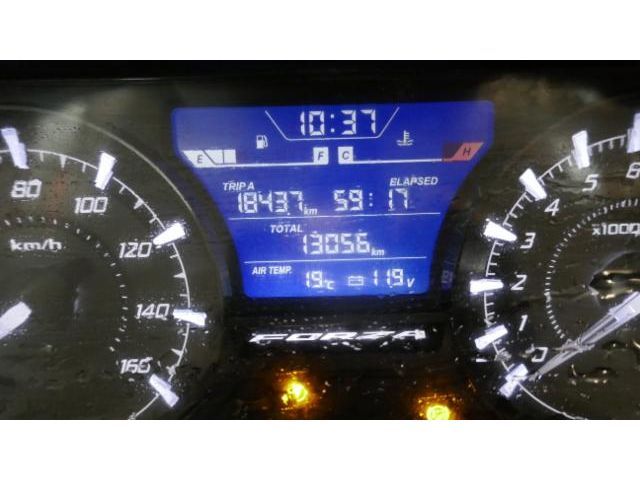 10:37
E F C H
TRIP A ELAPSED
18437 km 59:17
TOTAL
13056 km
AIR TEMP. 19°C 11.9 V
FORZA
80
100
120
140
160
km/h
0
1
2
3
4
5
6